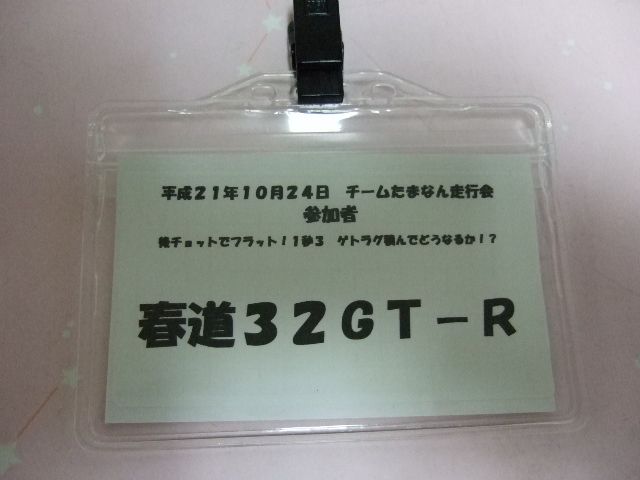 平成21年10月24日 チームたまなん走行会
参加者
後チョットでフラット！1秒3 ゲトラグ積んでどうなるか！？
春道32GT－R